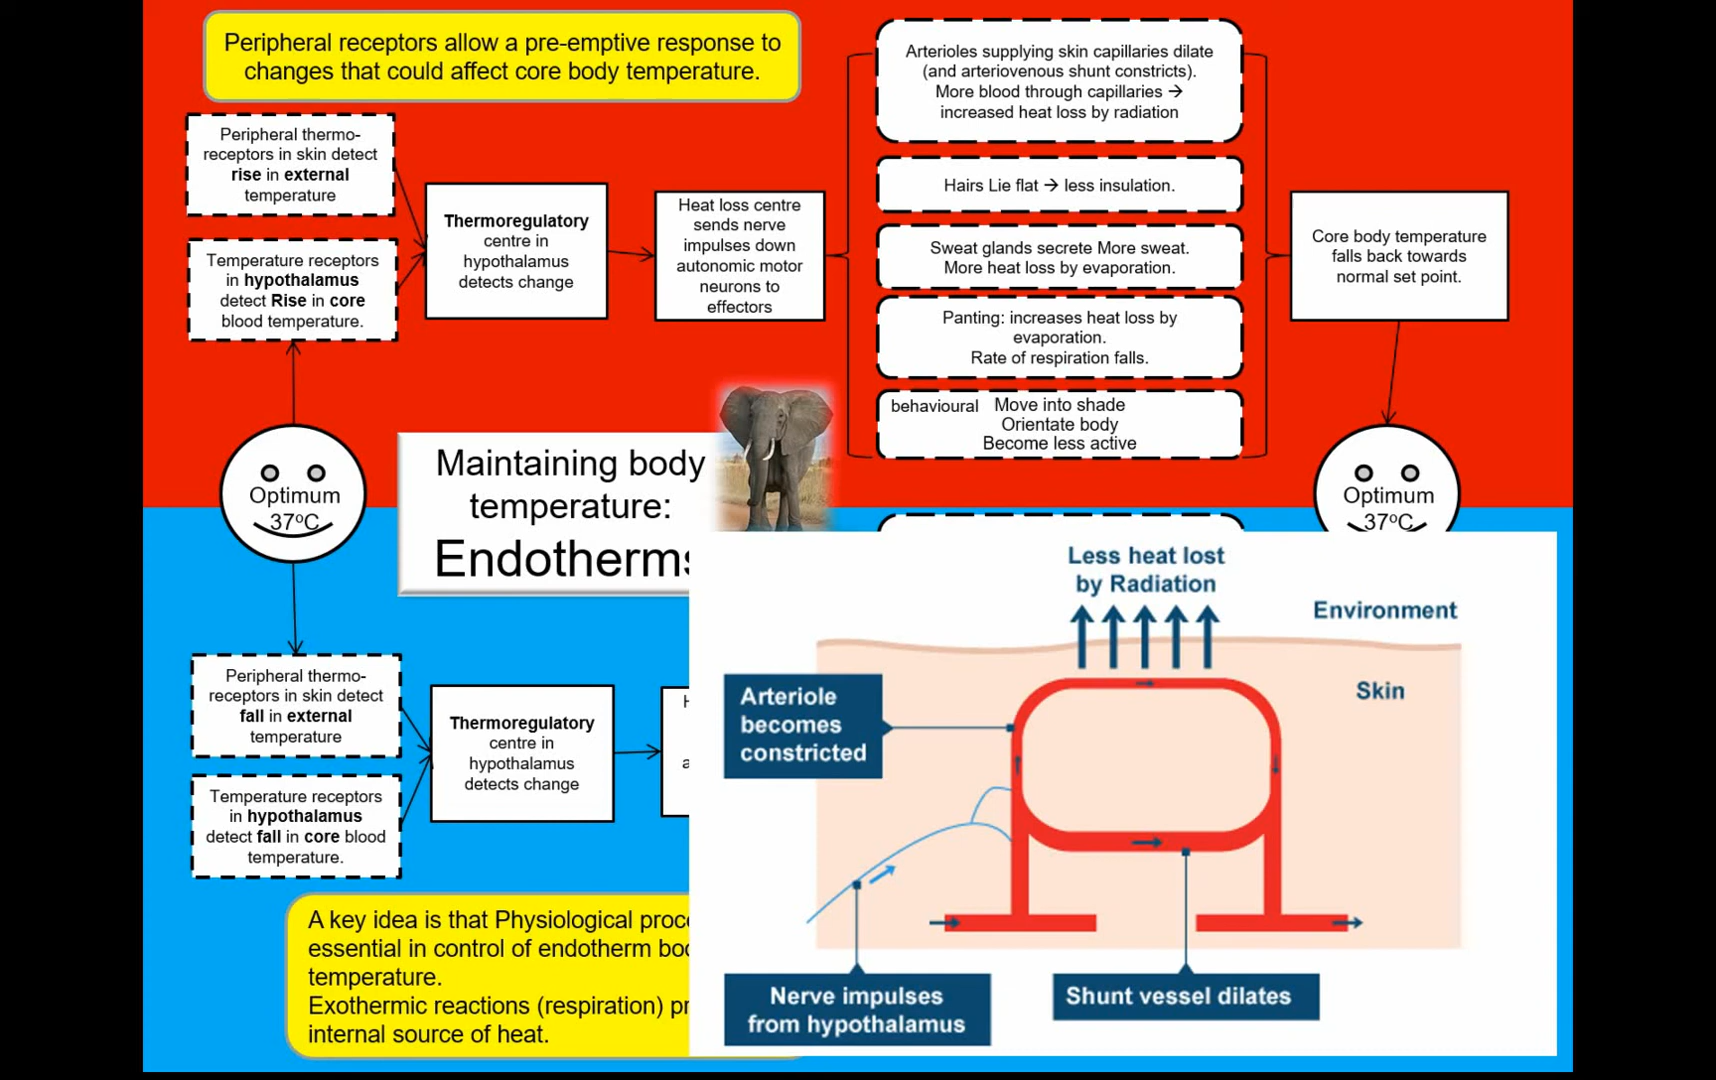 Peripheral receptors allow a pre-emptive response to
changes that could affect core body temperature.
Peripheral thermo-
receptors in skin detect
rise in external
temperature
Temperature receptors
in hypothalamus
detect Rise in core
blood temperature.
Thermoregulatory
centre in
hypothalamus
detects change
Heat loss centre
sends nerve
impulses down
autonomic motor
neurons to
effectors
Arterioles supplying skin capillaries dilate
(and arteriovenous shunt constricts).
More blood through capillaries →
increased heat loss by radiation
Hairs Lie flat → less insulation.
Sweat glands secrete More sweat.
More heat loss by evaporation.
Panting: increases heat loss by
evaporation.
Rate of respiration falls.
behavioural Move into shade
Orientate body
Become less active
Core body temperature
falls back towards
normal set point.
Optimum
37°C
Maintaining body
temperature:
Endotherms
Optimum
37°C
Peripheral thermo-
receptors in skin detect
fall in external
temperature
Temperature receptors
in hypothalamus
detect fall in core blood
temperature.
Thermoregulatory
centre in
hypothalamus
detects change
A key idea is that Physiological
essential in control of endotherm
temperature.
Exothermic reactions (respiration)
internal source of heat.
Less heat lost
by Radiation
Environment
Skin
Arteriole
becomes
constricted
Nerve impulses
from hypothalamus
Shunt vessel dilates